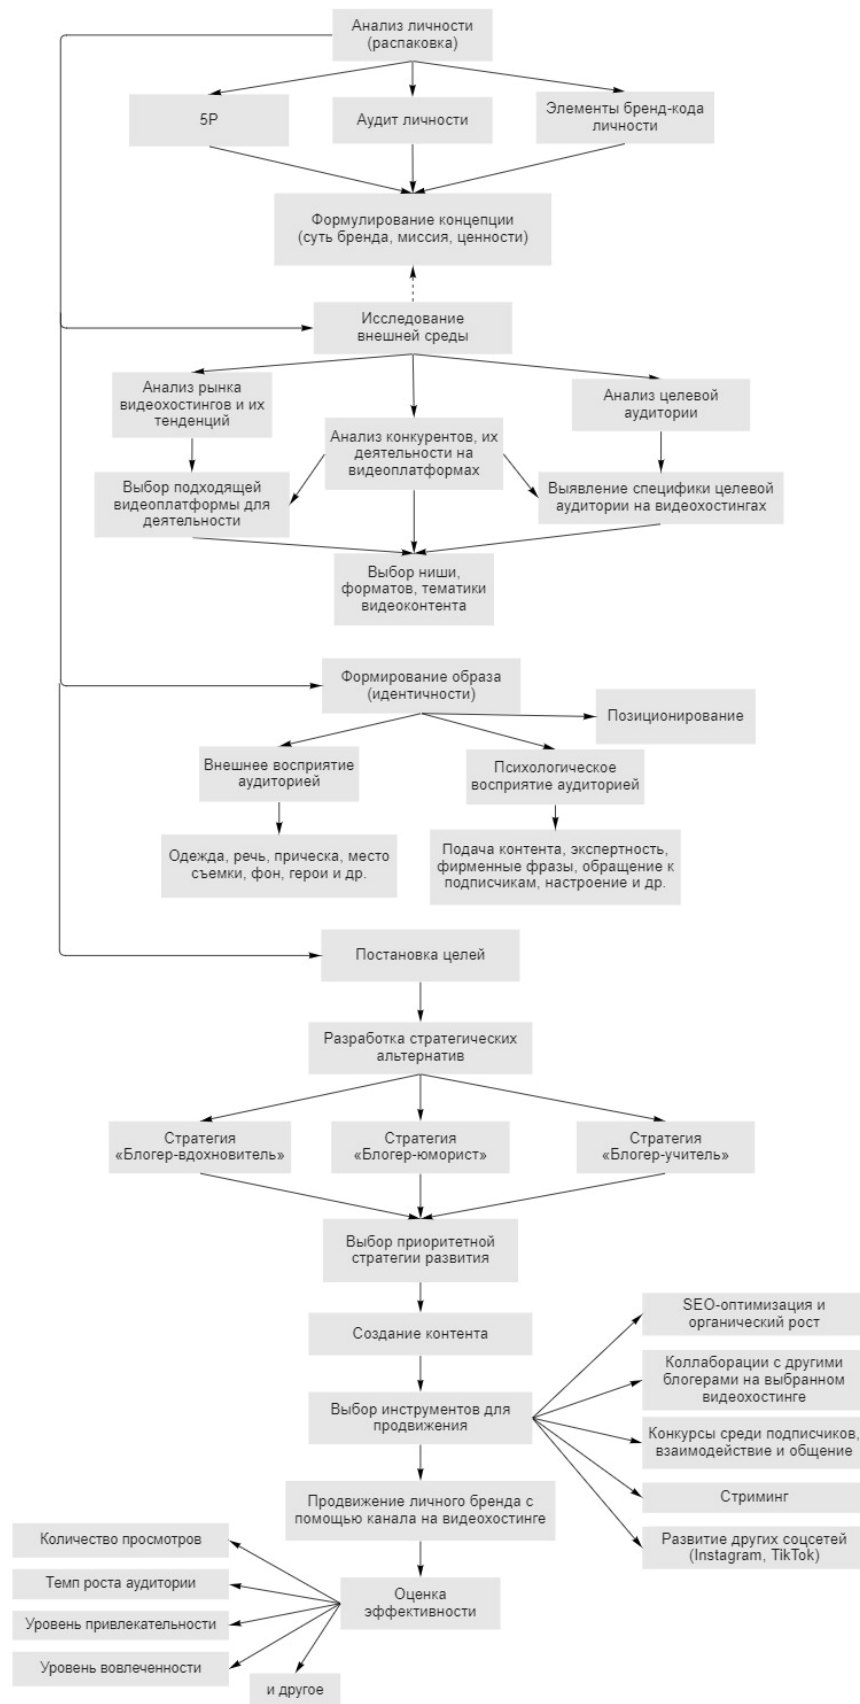 Анализ личности
(распаковка)
5P
Аудит личности
Элементы бренд-кода
личности
Формулирование концепции
(суть бренда, миссия, ценности)
Исследование
внешней среды
Анализ рынка
видеохостингов и их
тенденций
Анализ конкурентов, их
деятельности на
видеоплатформах
Анализ целевой
аудитории
Выбор подходящей
видеоплатформы для
деятельности
Выявление специфики целевой
аудитории на видеохостингах
Выбор ниши,
форматов, тематики
видеоконтента
Формирование образа
(идентичности)
Позиционирование
Внешнее восприятие
аудиторией
Психологическое
восприятие аудиторией
Одежда, речь, прическа, место
съемки, фон, герои и др.
Подача контента, экспертность,
фирменные фразы, обращение к
подписчикам, настроение и др.
Постановка целей
Разработка стратегических
альтернатив
Стратегия
«Блогер-вдохновитель»
Стратегия
«Блогер-юморист»
Стратегия
«Блогер-учитель»
Выбор приоритетной
стратегии развития
Создание контента
Выбор инструментов для
продвижения
SEO-оптимизация и
органический рост
Коллаборации с другими
блогерами на выбранном
видеохостинге
Конкурсы среди подписчиков,
взаимодействие и общение
Стриминг
Развитие других соцсетей
(Instagram, TikTok)
Продвижение личного бренда с
помощью канала на видеохостинге
Оценка
эффективности
Количество просмотров
Темп роста аудитории
Уровень привлекательности
Уровень вовлеченности
и другое